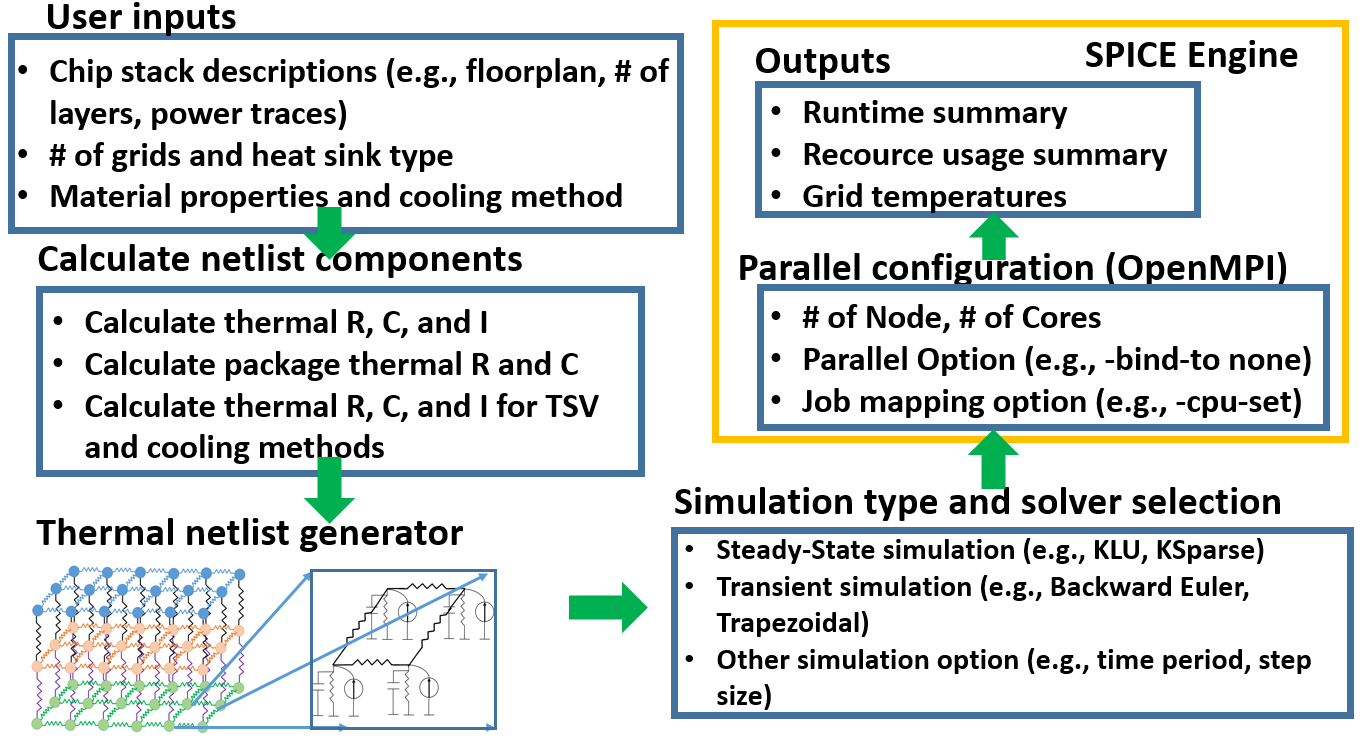 User inputs
• Chip stack descriptions (e.g., floorplan, # of
layers, power traces)
• # of grids and heat sink type
• Material properties and cooling method
Calculate netlist components
• Calculate thermal R, C, and I
• Calculate package thermal R and C
• Calculate thermal R, C, and I for TSV
and cooling methods
Thermal netlist generator
Simulation type and solver selection
• Steady-State simulation (e.g., KLU, KSparse)
• Transient simulation (e.g., Backward Euler,
Trapezoidal)
• Other simulation option (e.g., time period, step
size)
SPICE Engine
Parallel configuration (OpenMPI)
• # of Node, # of Cores
• Parallel Option (e.g., -bind-to none)
• Job mapping option (e.g., -cpu-set)
Outputs
• Runtime summary
• Recource usage summary
• Grid temperatures